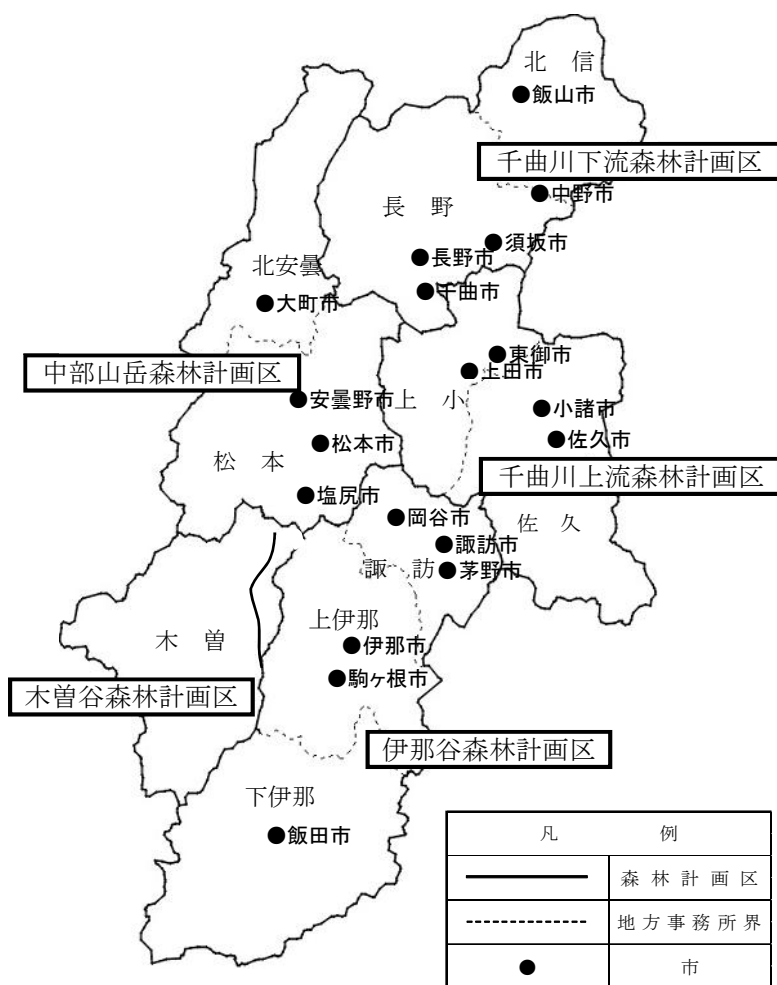 北 信
飯山市
千曲川下流森林計画区
中野市
長 野
須坂市
長野市
北安曇
千曲市
大町市
東御市
中部山岳森林計画区
上田市
安曇野市
上 小
小諸市
松本市
佐久市
松 本
千曲川上流森林計画区
塩尻市
岡谷市
佐 久
諏訪市
諏 訪
茅野市
上伊那
木 曽
伊那市
駒ヶ根市
木曽谷森林計画区
伊那谷森林計画区
下伊那
飯田市
凡 例
森林計画区
地方事務所界
市